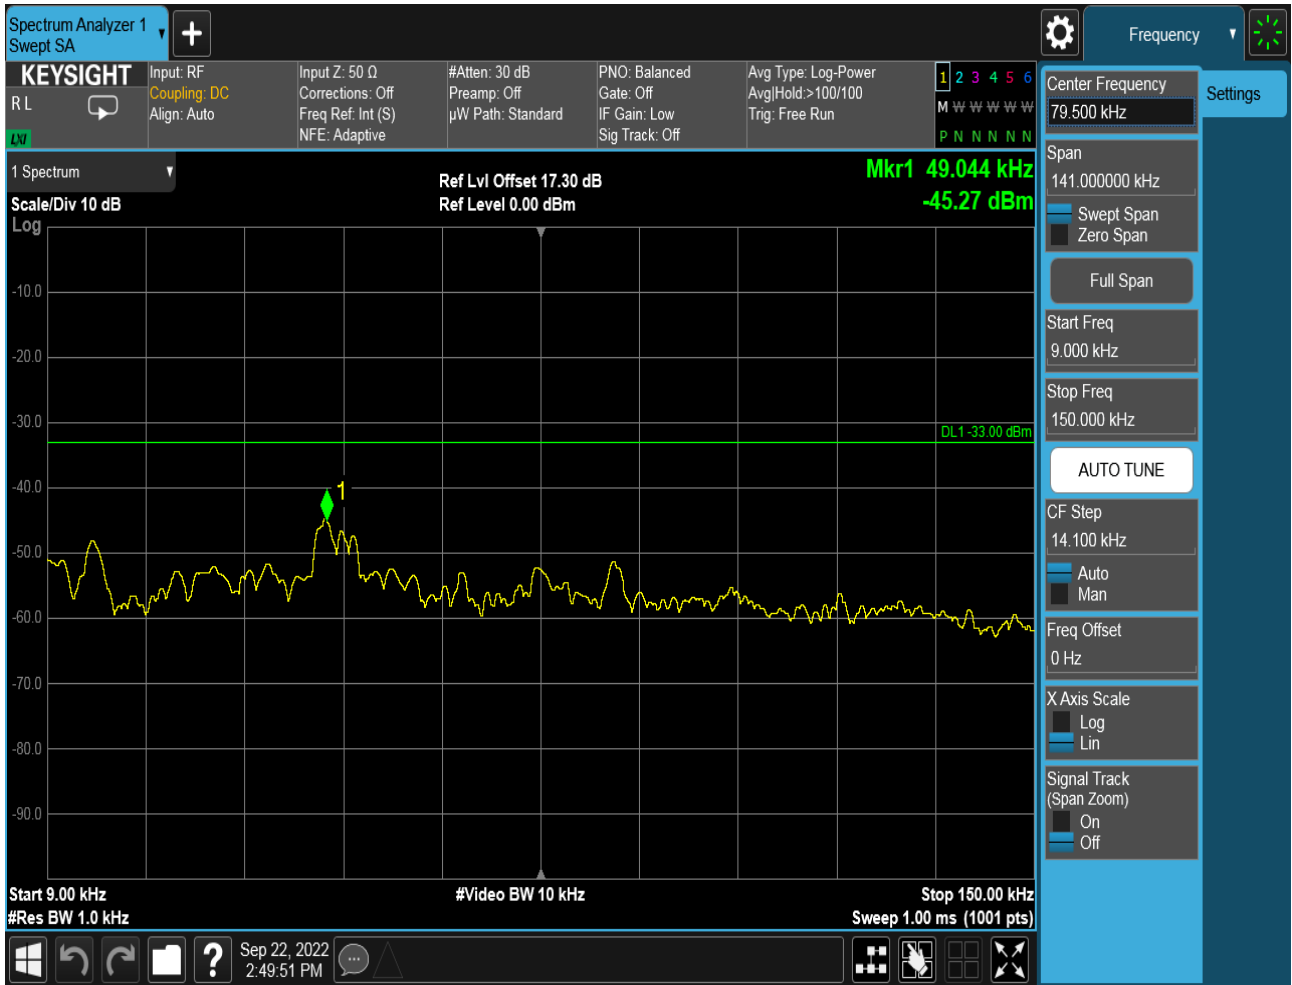 Spectrum Analyzer 1
Swept SA
Frequency
KEYSIGHT
R L
LXI
Input: RF
Coupling: DC
Align: Auto
Input Z: 50 Ω
Corrections: Off
Freq Ref: Int (S)
NFE: Adaptive
#Atten: 30 dB
Preamp: Off
µW Path: Standard
PNO: Balanced
Gate: Off
IF Gain: Low
Sig Track: Off
Avg Type: Log-Power
Avg|Hold:>100/100
Trig: Free Run
1 2 3 4 5 6
M W W W W W
P N N N N N
1 Spectrum
Scale/Div 10 dB
Log
Ref Lvl Offset 17.30 dB
Ref Level 0.00 dBm
Mkr1 49.044 kHz
-45.27 dBm
-10.0
-20.0
-30.0
DL1 -33.00 dBm
-40.0
1
-50.0
-60.0
-70.0
-80.0
-90.0
Start 9.00 kHz
#Res BW 1.0 kHz
#Video BW 10 kHz
Stop 150.00 kHz
Sweep 1.00 ms (1001 pts)
Center Frequency
79.500 kHz
Settings
Span
141.000000 kHz
Swept Span
Zero Span
Full Span
Start Freq
9.000 kHz
Stop Freq
150.000 kHz
AUTO TUNE
CF Step
14.100 kHz
Auto
Man
Freq Offset
0 Hz
X Axis Scale
Log
Lin
Signal Track
(Span Zoom)
On
Off
?
Sep 22, 2022
2:49:51 PM